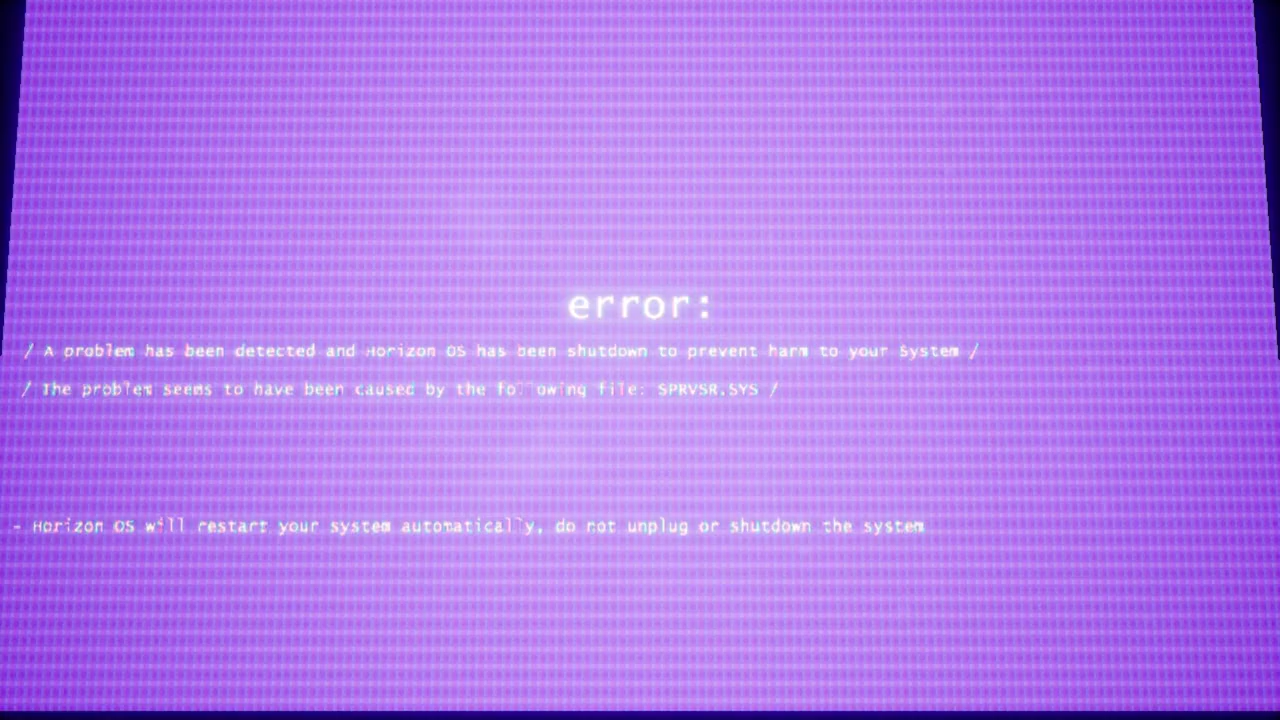 error:
/ A problem has been detected and Horizon OS has been shutdown to prevent harm to your System /
/ The problem seems to have been caused by the following file: SPRVSR.SYS /
- Horizon OS will restart your system automatically, do not unplug or shutdown the system